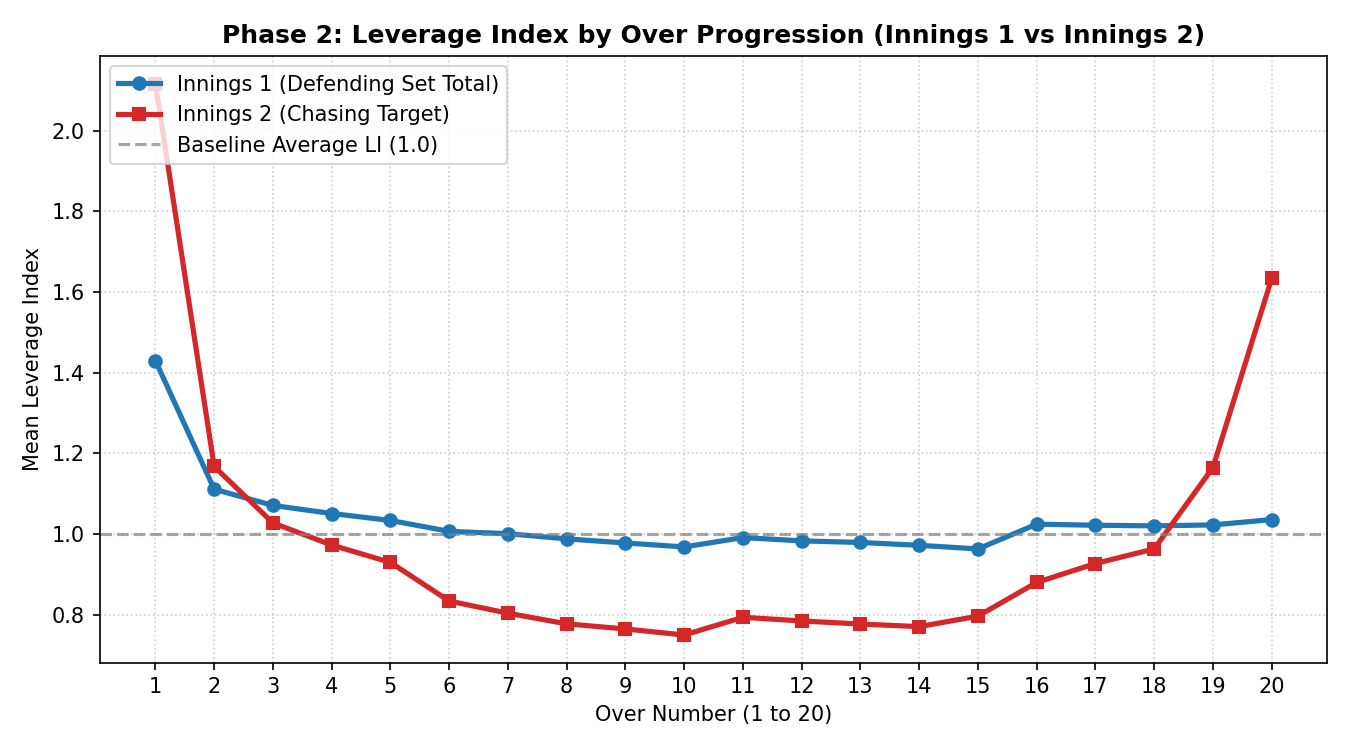 Phase 2: Leverage Index by Over Progression (Innings 1 vs Innings 2)
Innings 1 (Defending Set Total)
Innings 2 (Chasing Target)
Baseline Average LI (1.0)
Mean Leverage Index
2.0
1.8
1.6
1.4
1.2
1.0
0.8
1 2 3 4 5 6 7 8 9 10 11 12 13 14 15 16 17 18 19 20
Over Number (1 to 20)